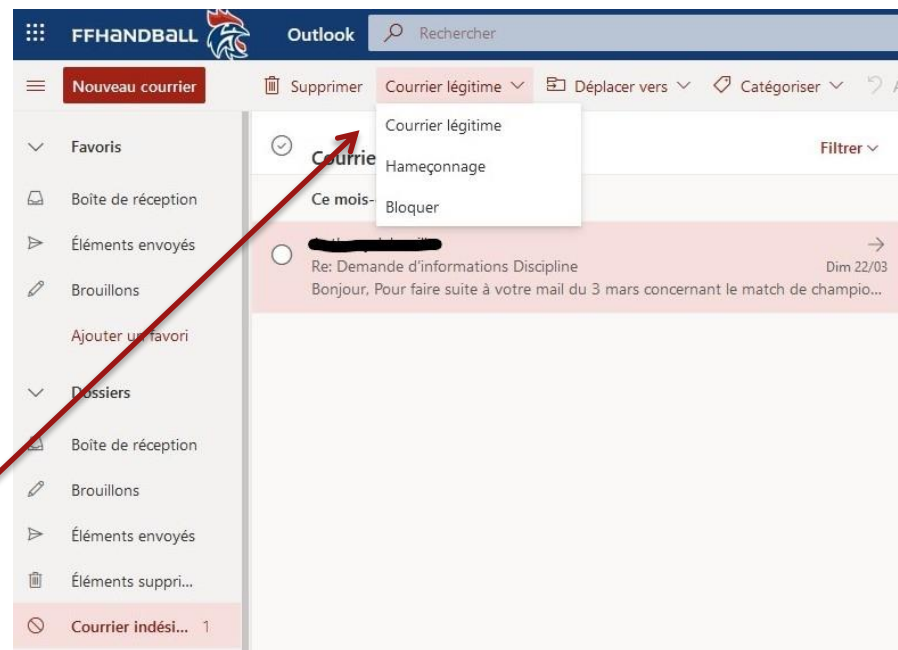 FFHANDBALL Outlook Rechercher
Nouveau courrier Supprimer Courrier légitime Déplacer vers Catégoriser
Favoris
Boîte de réception
Éléments envoyés
Brouillons
Ajouter un favori
Dossiers
Boîte de réception
Brouillons
Éléments envoyés
Éléments suppri...
Courrier indési... 1
Courrier légitime
Hameçonnage
Bloquer
Filtrer
Ce mois-
Re: Demande d'informations Discipline Dim 22/03
Bonjour, Pour faire suite à votre mail du 3 mars concernant le match de champio...